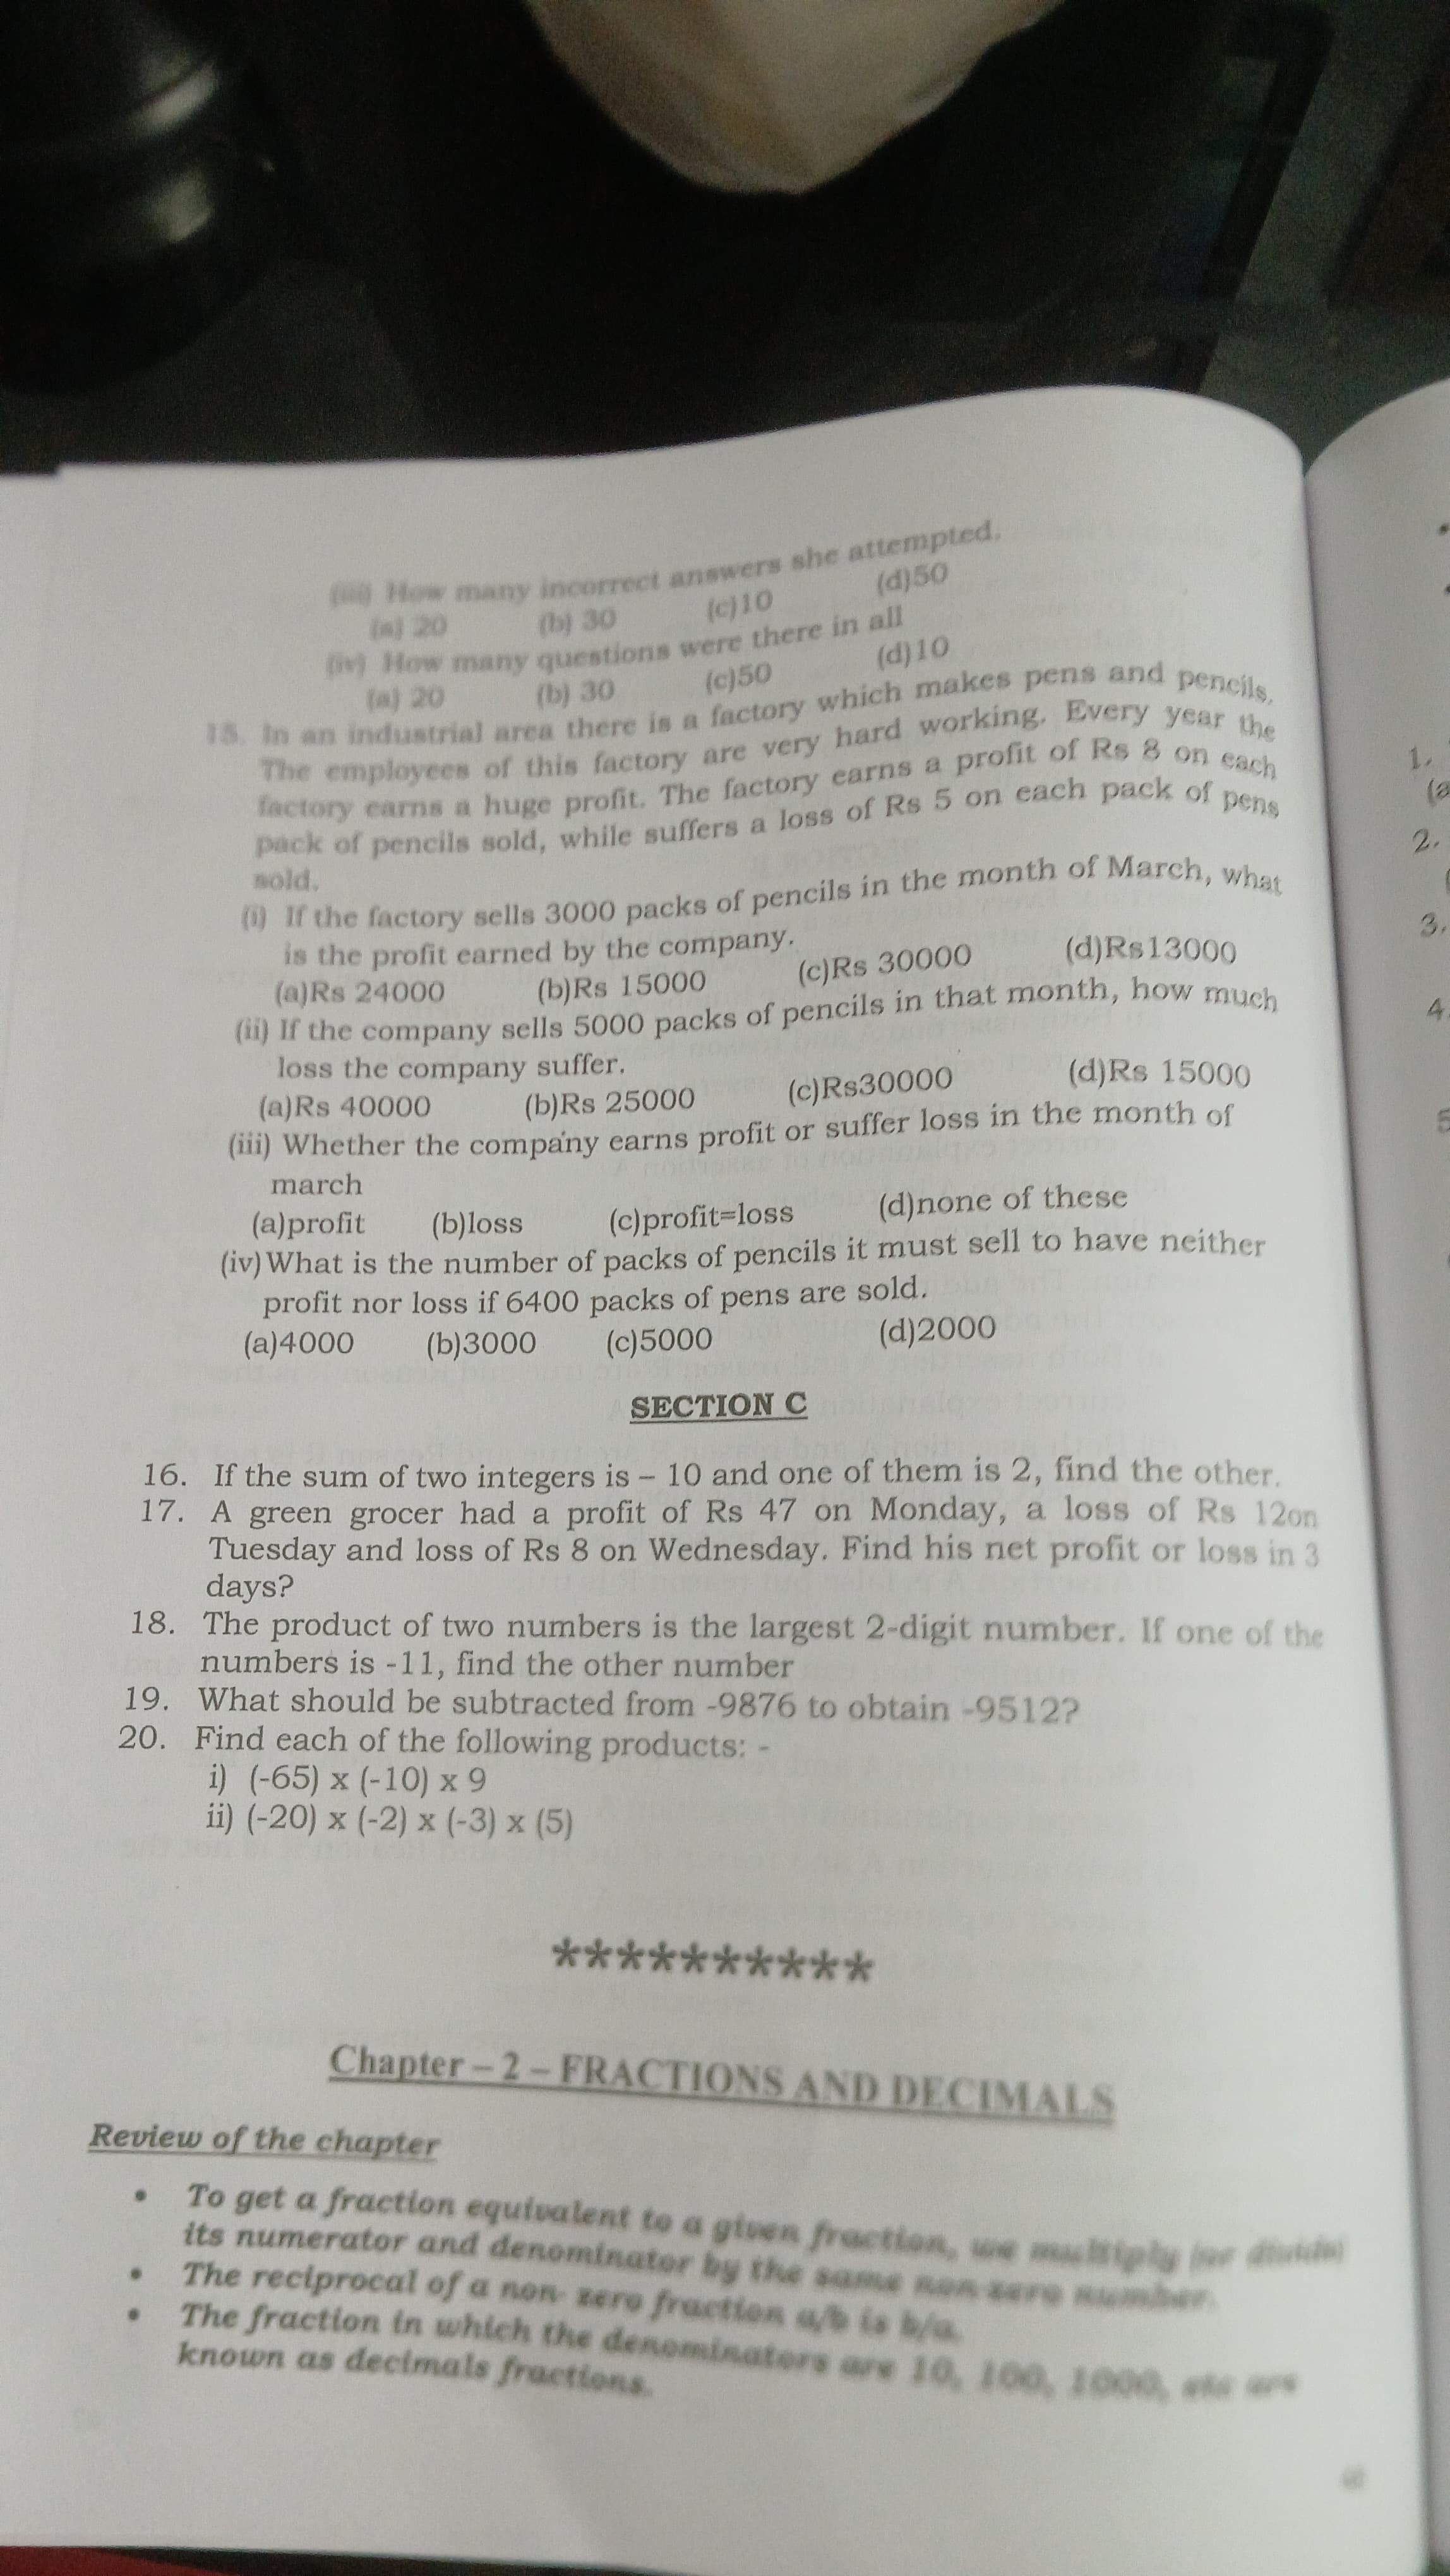 (iii) How many incorrect answers she attempted.
(a) 20 (b) 30 (c)10 (d)50
(iv) How many questions were there in all
(a) 20 (b) 30 (c)50 (d)10
15. In an industrial area there is a factory which makes pens and pencils.
The employees of this factory are very hard working. Every year the
factory earns a huge profit. The factory earns a profit of Rs 8 on each
pack of pencils sold, while suffers a loss of Rs 5 on each pack of pens
sold.
(i) If the factory sells 3000 packs of pencils in the month of March, what
is the profit earned by the company.
(a)Rs 24000 (b)Rs 15000 (c)Rs 30000 (d)Rs13000
(ii) If the company sells 5000 packs of pencils in that month, how much
loss the company suffer.
(a)Rs 40000 (b)Rs 25000 (c)Rs30000 (d)Rs 15000
(iii) Whether the company earns profit or suffer loss in the month of
march
(a)profit (b)loss (c)profit=loss (d)none of these
(iv)What is the number of packs of pencils it must sell to have neither
profit nor loss if 6400 packs of pens are sold.
(a)4000 (b)3000 (c)5000 (d)2000
SECTION C
16. If the sum of two integers is – 10 and one of them is 2, find the other.
17. A green grocer had a profit of Rs 47 on Monday, a loss of Rs 12on
Tuesday and loss of Rs 8 on Wednesday. Find his net profit or loss in 3
days?
18. The product of two numbers is the largest 2-digit number. If one of the
numbers is -11, find the other number
19. What should be subtracted from -9876 to obtain -9512?
20. Find each of the following products: -
i) (-65) x (-10) x 9
ii) (-20) x (-2) x (-3) x (5)
**********
Chapter – 2 – FRACTIONS AND DECIMALS
Review of the chapter
• To get a fraction equivalent to a given fraction, we multiply (or divide)
its numerator and denominator by the same non-zero number.
• The reciprocal of a non- zero fraction a/b is b/a.
• The fraction in which the denominators are 10, 100, 1000, etc are
known as decimals fractions.
1.
2.
3.
4
5